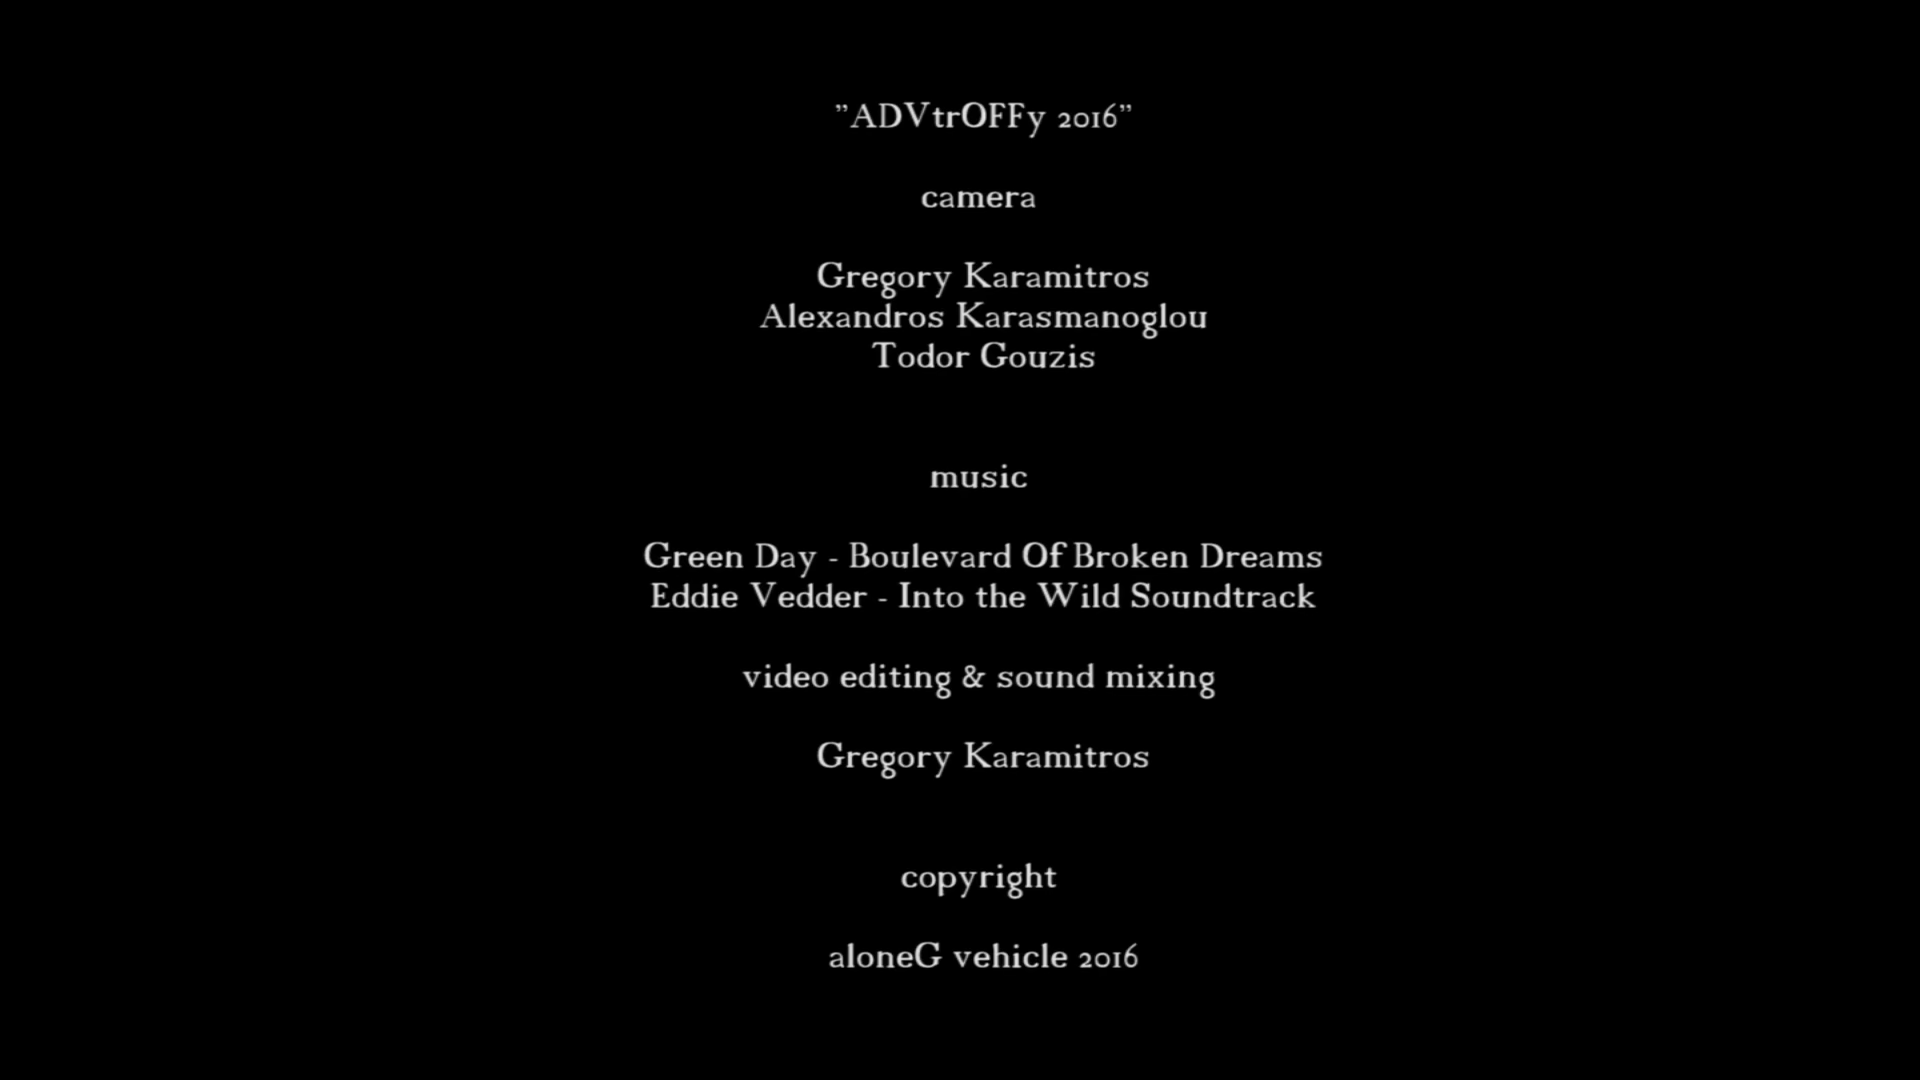 ”ADVtrOFFy 2016”
camera
Gregory Karamitros
Alexandros Karasmanoglou
Todor Gouzis
music
Green Day - Boulevard Of Broken Dreams
Eddie Vedder - Into the Wild Soundtrack
video editing & sound mixing
Gregory Karamitros
copyright
aloneG vehicle 2016